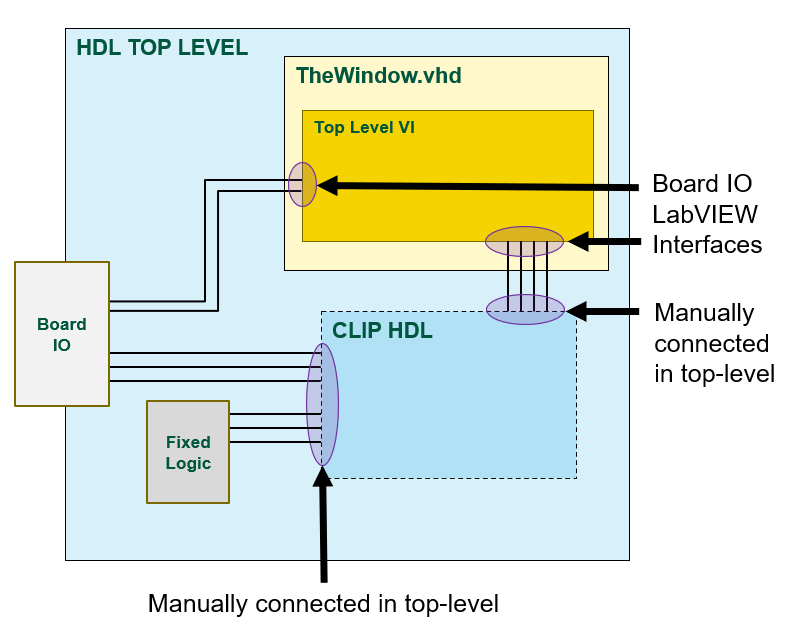 HDL TOP LEVEL
TheWindow.vhd
Top Level VI
Board IO
LabVIEW
Interfaces
Board
IO
CLIP HDL
Manually
connected
in top-level
Fixed
Logic
Manually connected in top-level